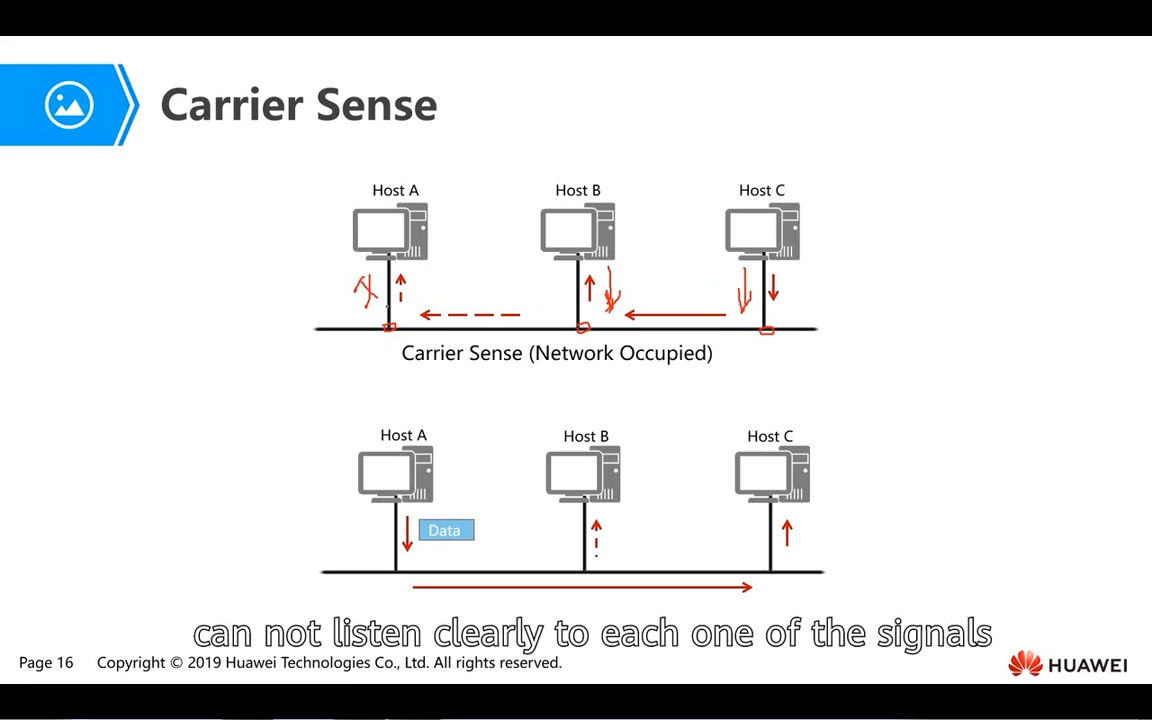 Carrier Sense
Host A Host B Host C
Carrier Sense (Network Occupied)
Host A Host B Host C
Data
can not listen clearly to each one of the signals
Page 16 Copyright © 2019 Huawei Technologies Co., Ltd. All rights reserved.
HUAWEI